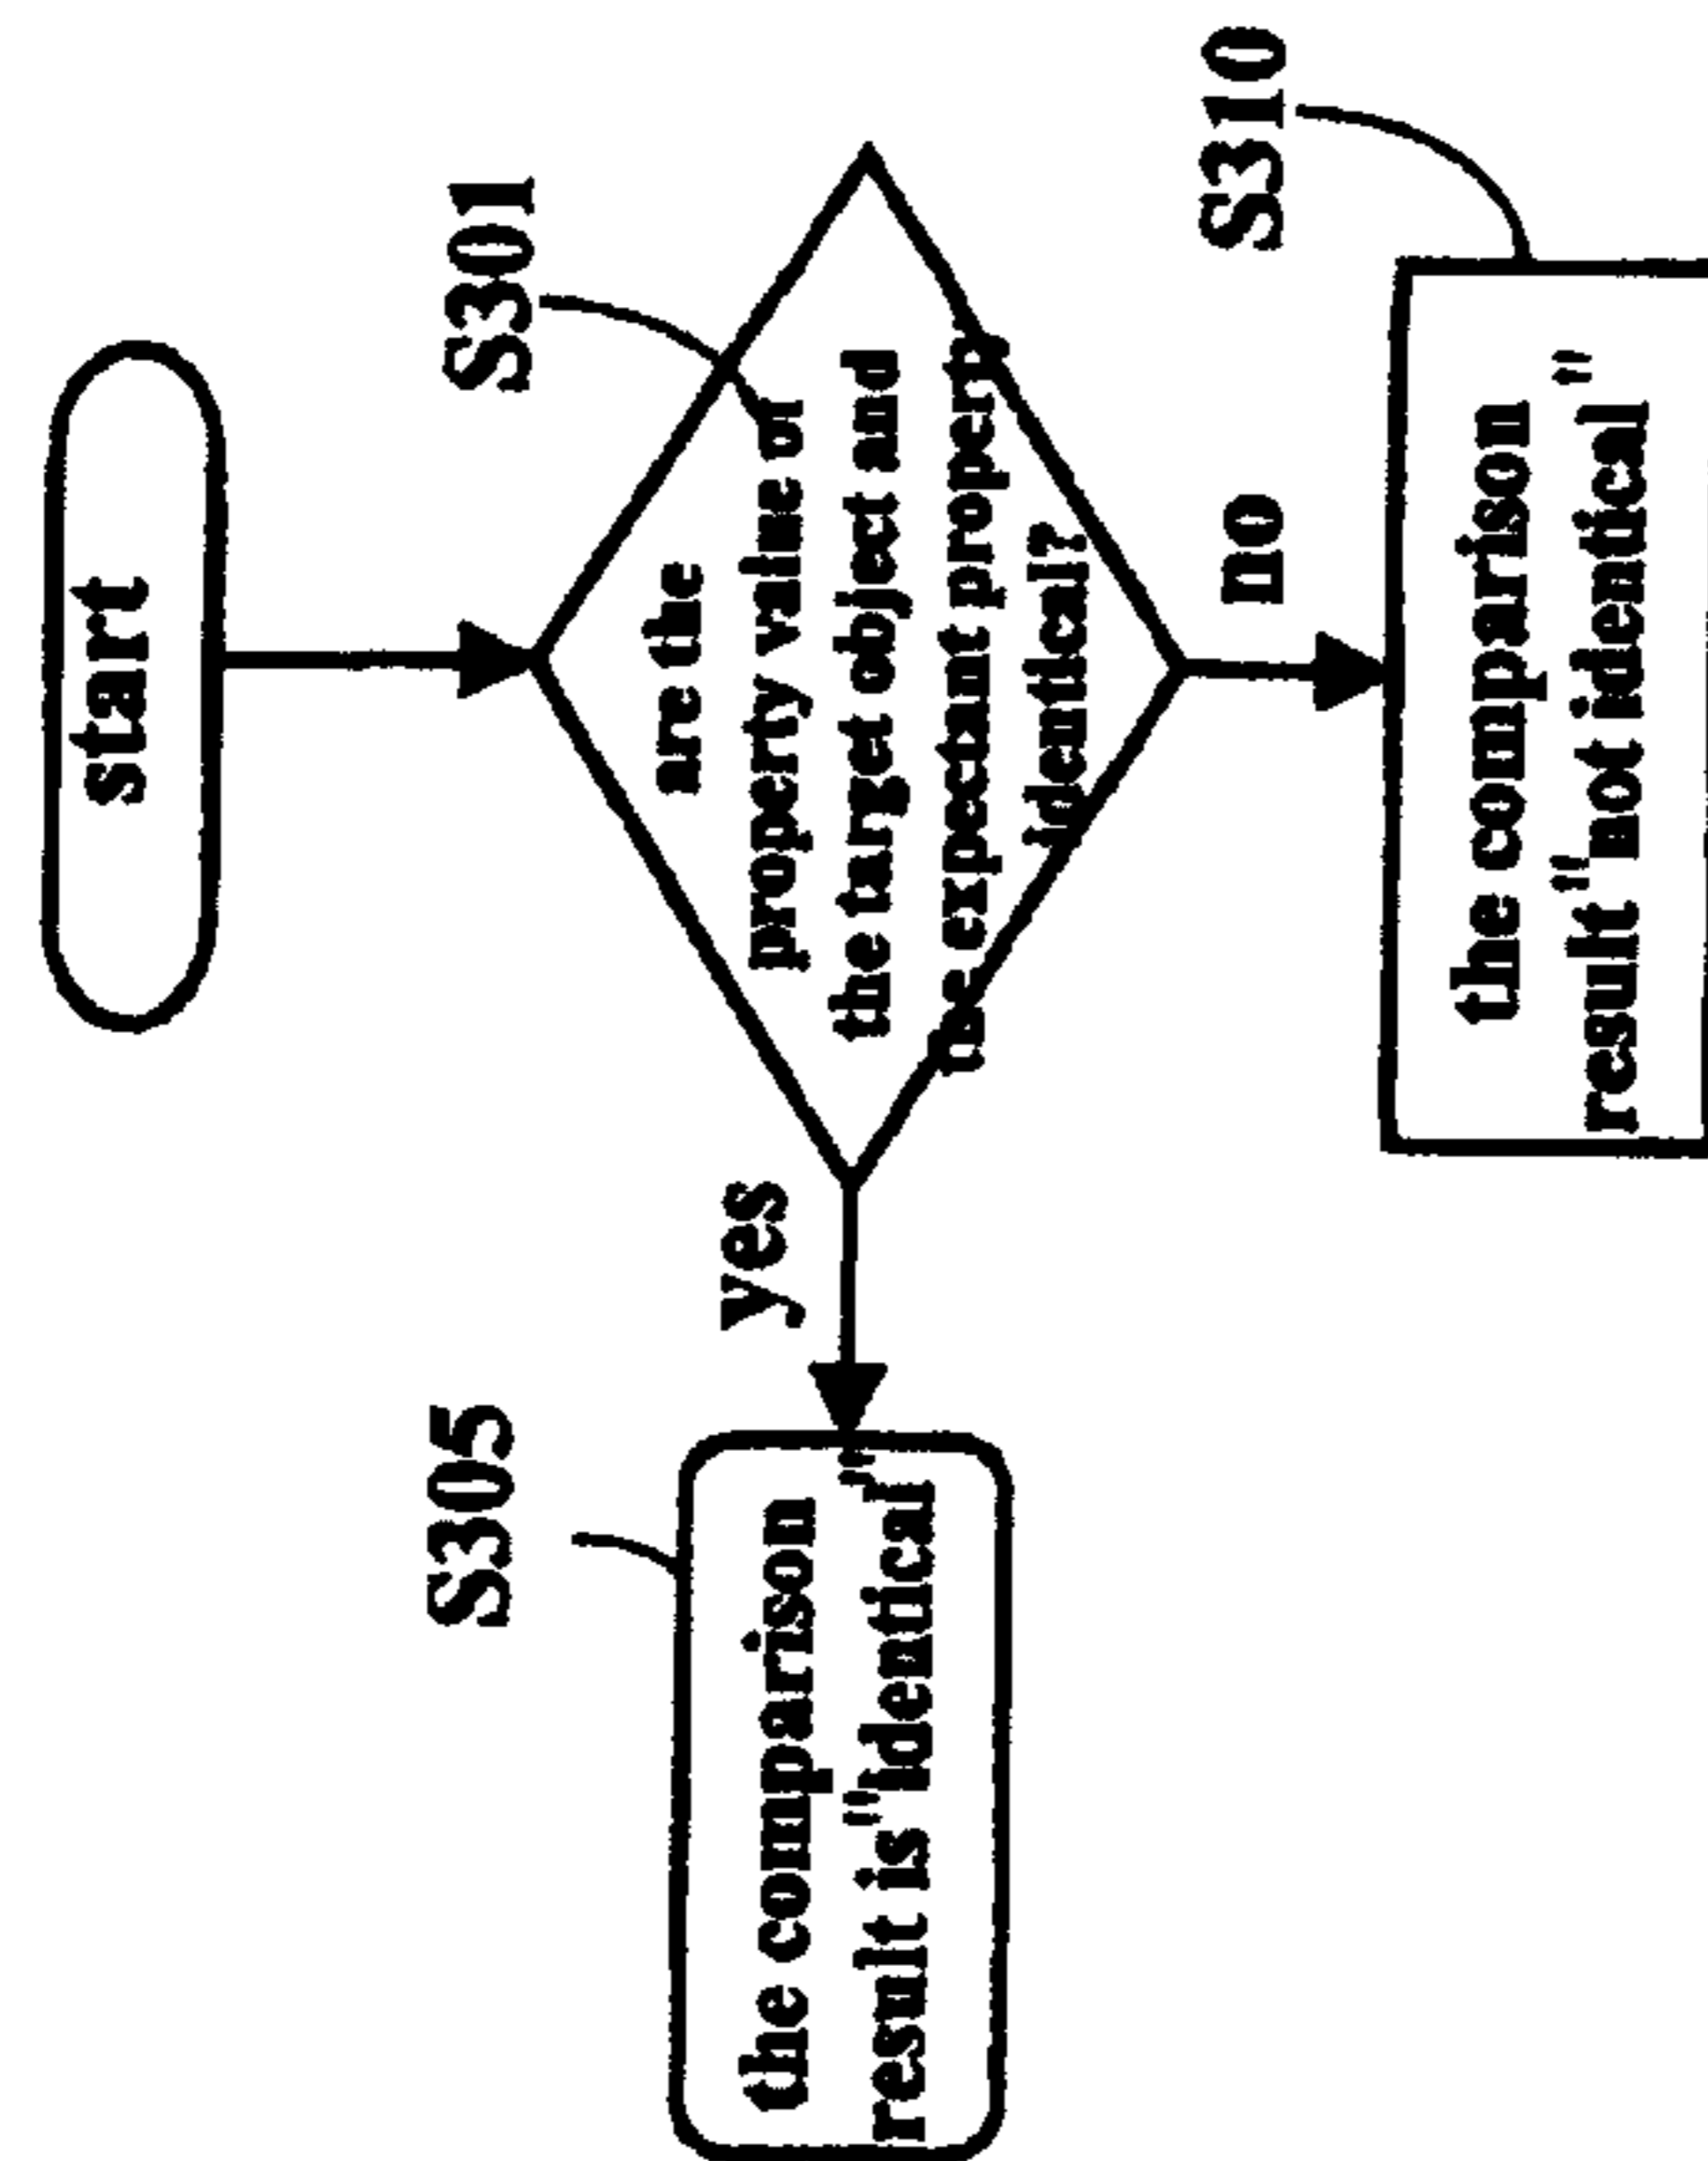 start
S301
are the
property value of
the target object and
the expectant property
identical?
yes
no
S305
the comparison
result is"identical"
S310
the comparison
result"not identical"